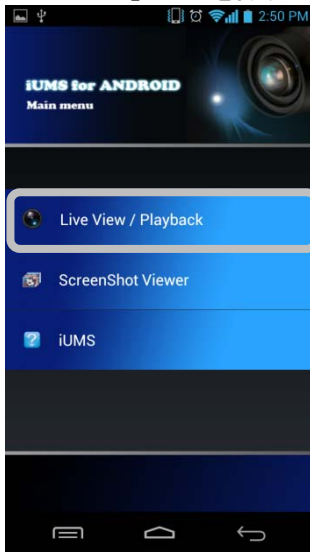 2:50 PM
iUMS for ANDROID
Main menu
Live View / Playback
ScreenShot Viewer
? iUMS